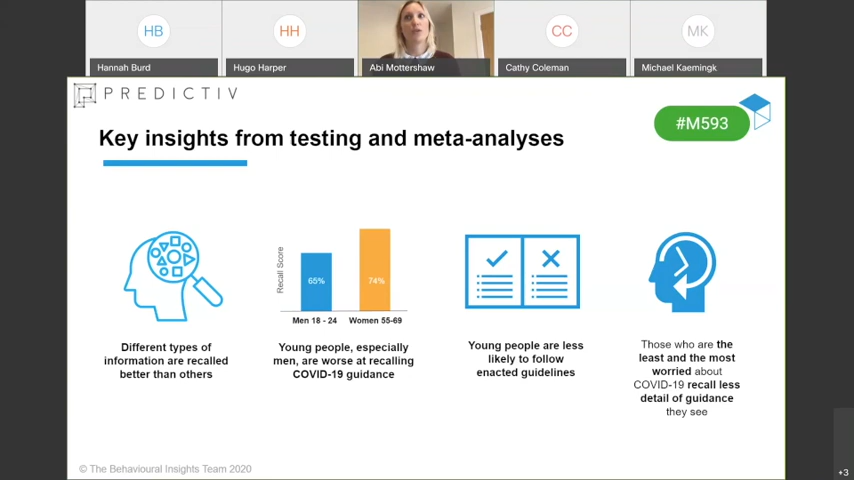 HB
HH
CC
MK
Hannah Burd
Hugo Harper
Abi Mottershaw
Cathy Coleman
Michael Kaemingk
PREDICTIV
#M593
Key insights from testing and meta-analyses
Different types of
information are recalled
better than others
Recall Score
65%
74%
Men 18 - 24
Women 55-69
Young people, especially
men, are worse at recalling
COVID-19 guidance
Young people are less
likely to follow
enacted guidelines
Those who are the
least and the most
worried about
COVID-19 recall less
detail of guidance
they see
© The Behavioural Insights Team 2020
+3